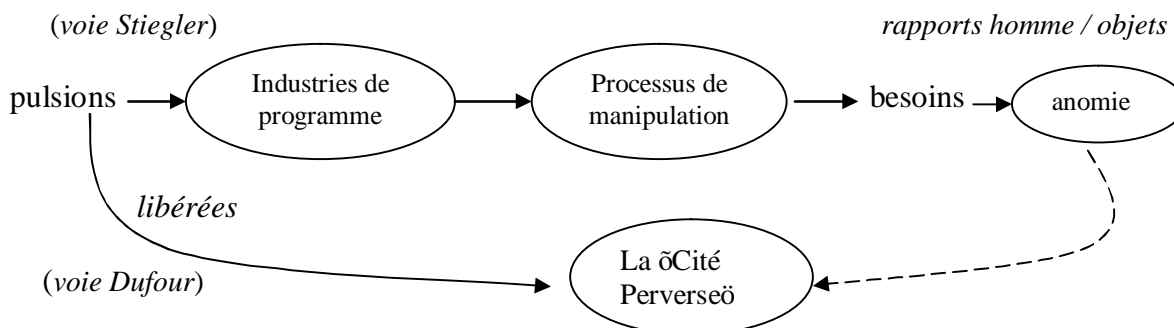 (voie Stiegler)
rapports homme / objets
pulsions
Industries de
programme
Processus de
manipulation
besoins
anomie
libérées
La õCité
Perverseö
(voie Dufour)